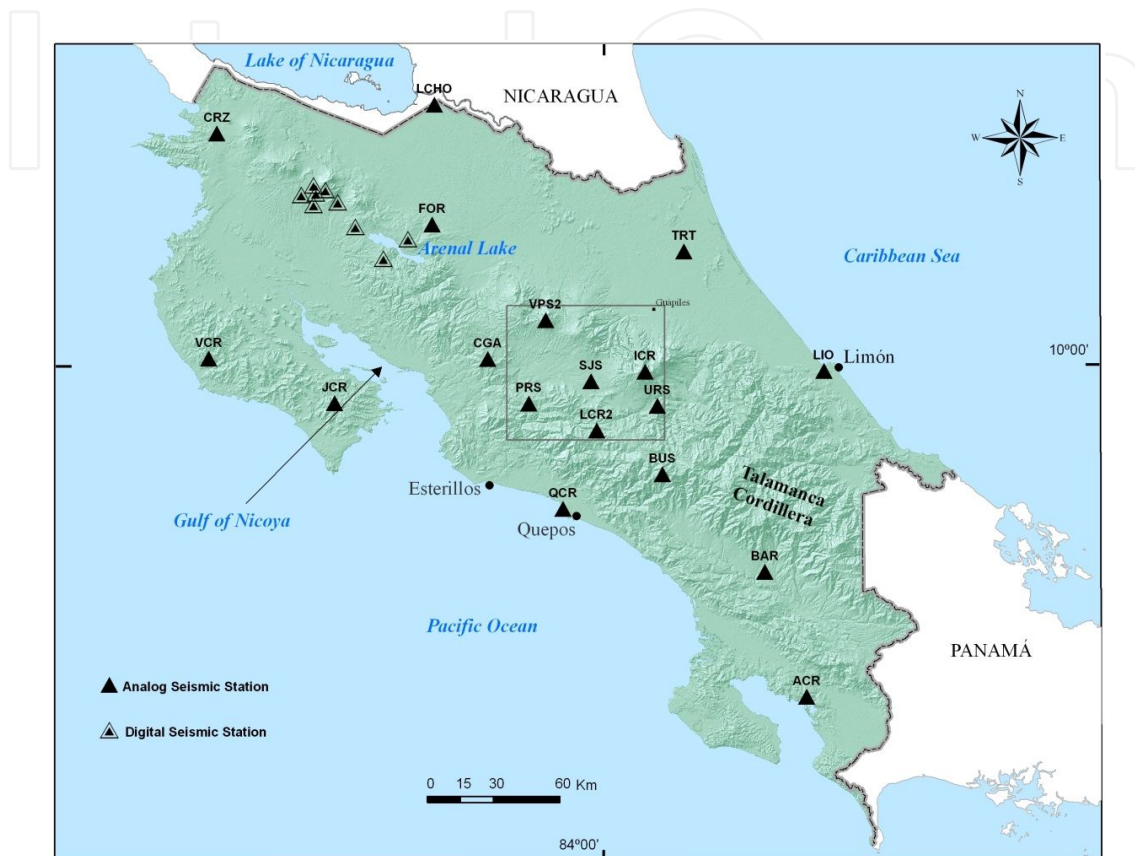 Lake of Nicaragua
LCHO
NICARAGUA
N
W
E
S
CRZ
FOR
Arenal Lake
TRT
Caribbean Sea
Guapiles
VPS2
VCR
CGA
ICR
LIO
Limón
10º00'
SJS
JCR
PRS
URS
LCR2
BUS
Talamanca
Cordillera
Esterillos
QCR
Quepos
Gulf of Nicoya
BAR
Pacific Ocean
PANAMÁ
ACR
Analog Seismic Station
Digital Seismic Station
0 15 30 60 Km
84º00'